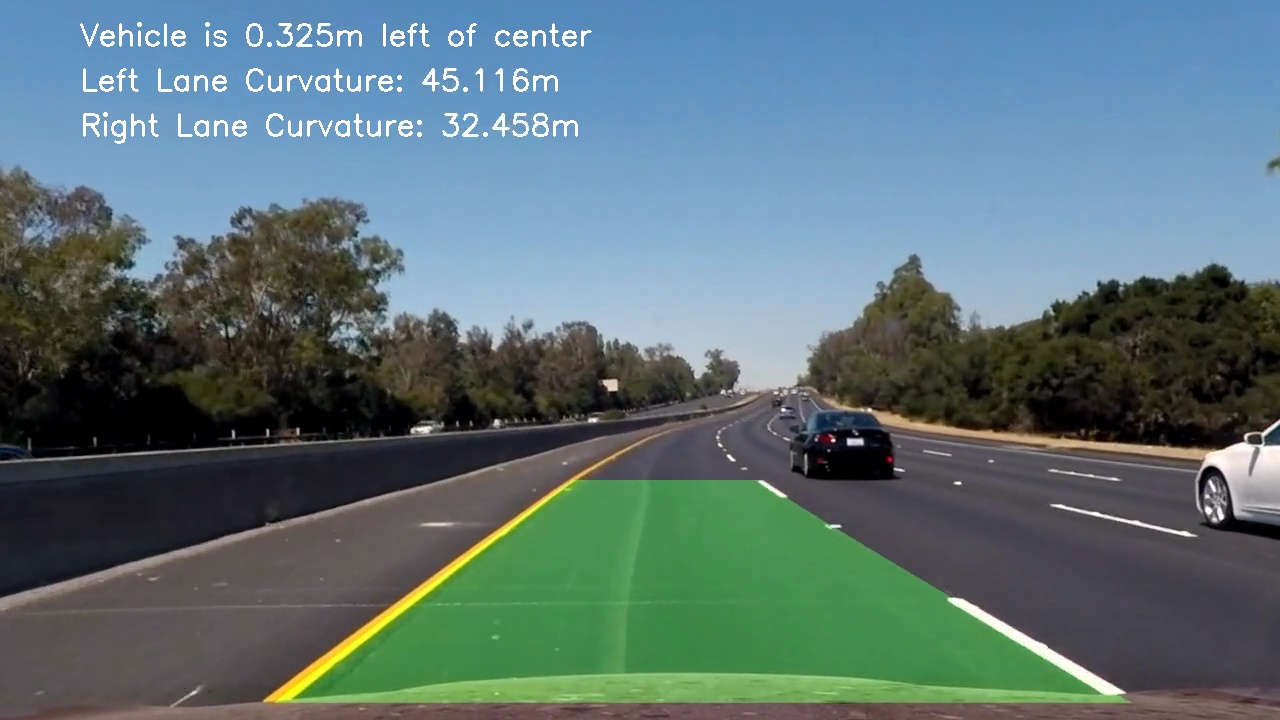 Vehicle is 0.325m left of center
Left Lane Curvature: 45.116m
Right Lane Curvature: 32.458m